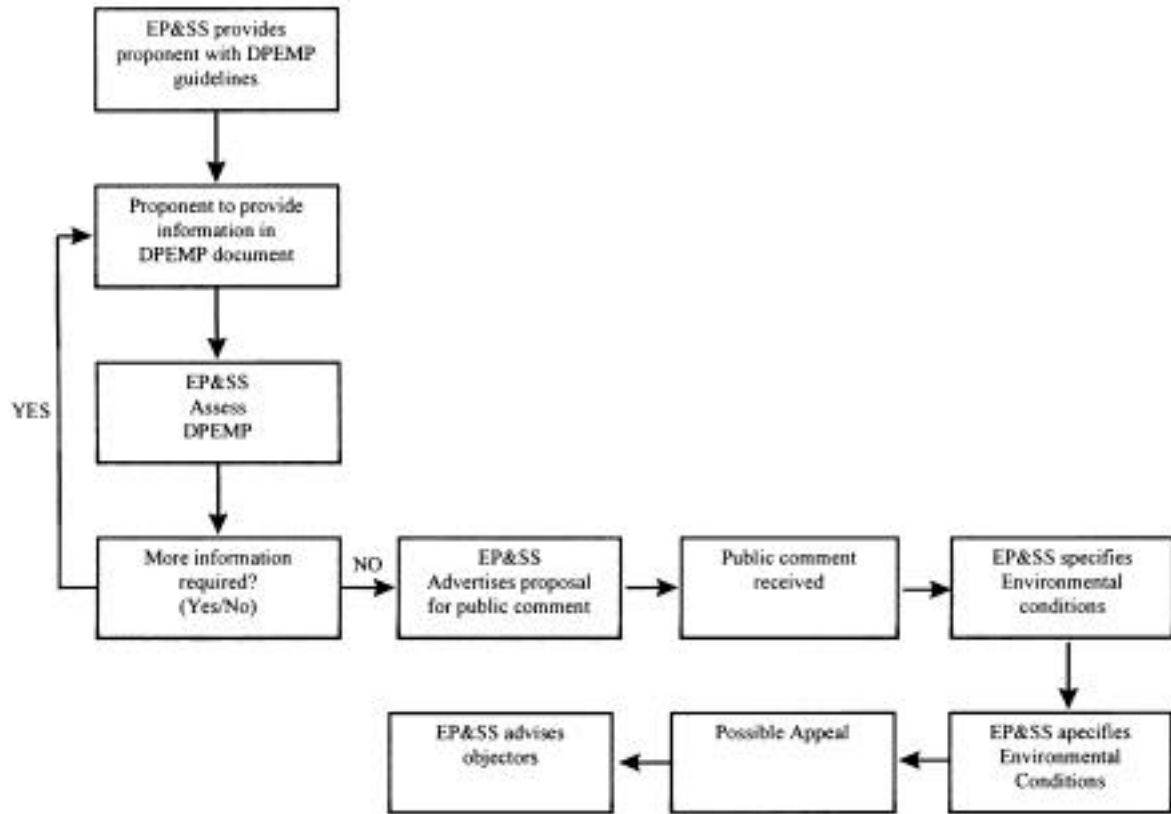 EP&SS provides
proponent with DPEMP
guidelines
Proponent to provide
information in
DPEMP document
EP&SS
Assess
DPEMP
YES
More information
required?
(Yes/No)
NO
EP&SS
Advertises proposal
for public comment
Public comment
received
EP&SS specifies
Environmental
conditions
EP&SS advises
objectors
Possible Appeal
EP&SS apecifies
Environmental
Conditions